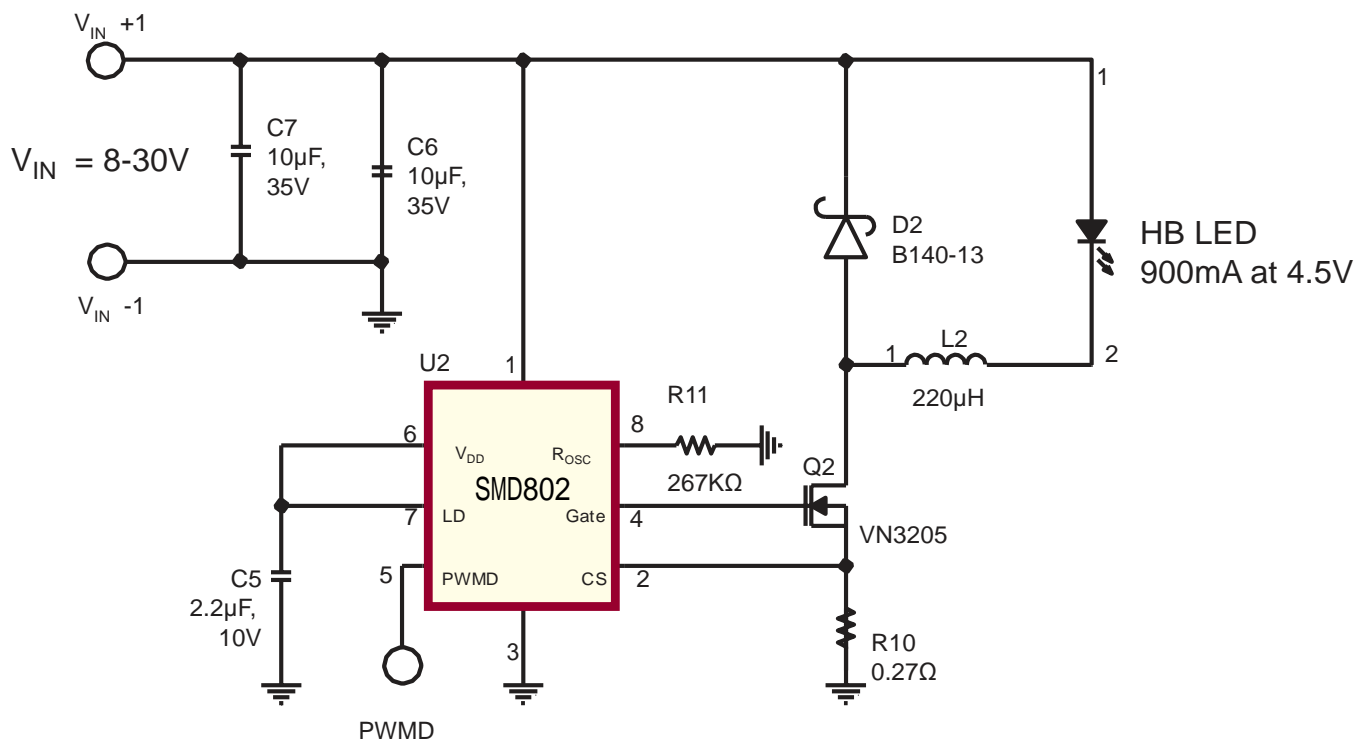 VIN +1
1
C7
10µF,
35V
C6
10µF,
35V
VIN = 8-30V
D2
B140-13
HB LED
900mA at 4.5V
VIN -1
L2
1
2
220µH
U2
1
R11
8
6
VDD
ROSC
267KΩ
Q2
SMD802
7
LD
Gate
4
VN3205
5
PWMD
CS
2
C5
2.2µF,
10V
3
R10
0.27Ω
PWMD